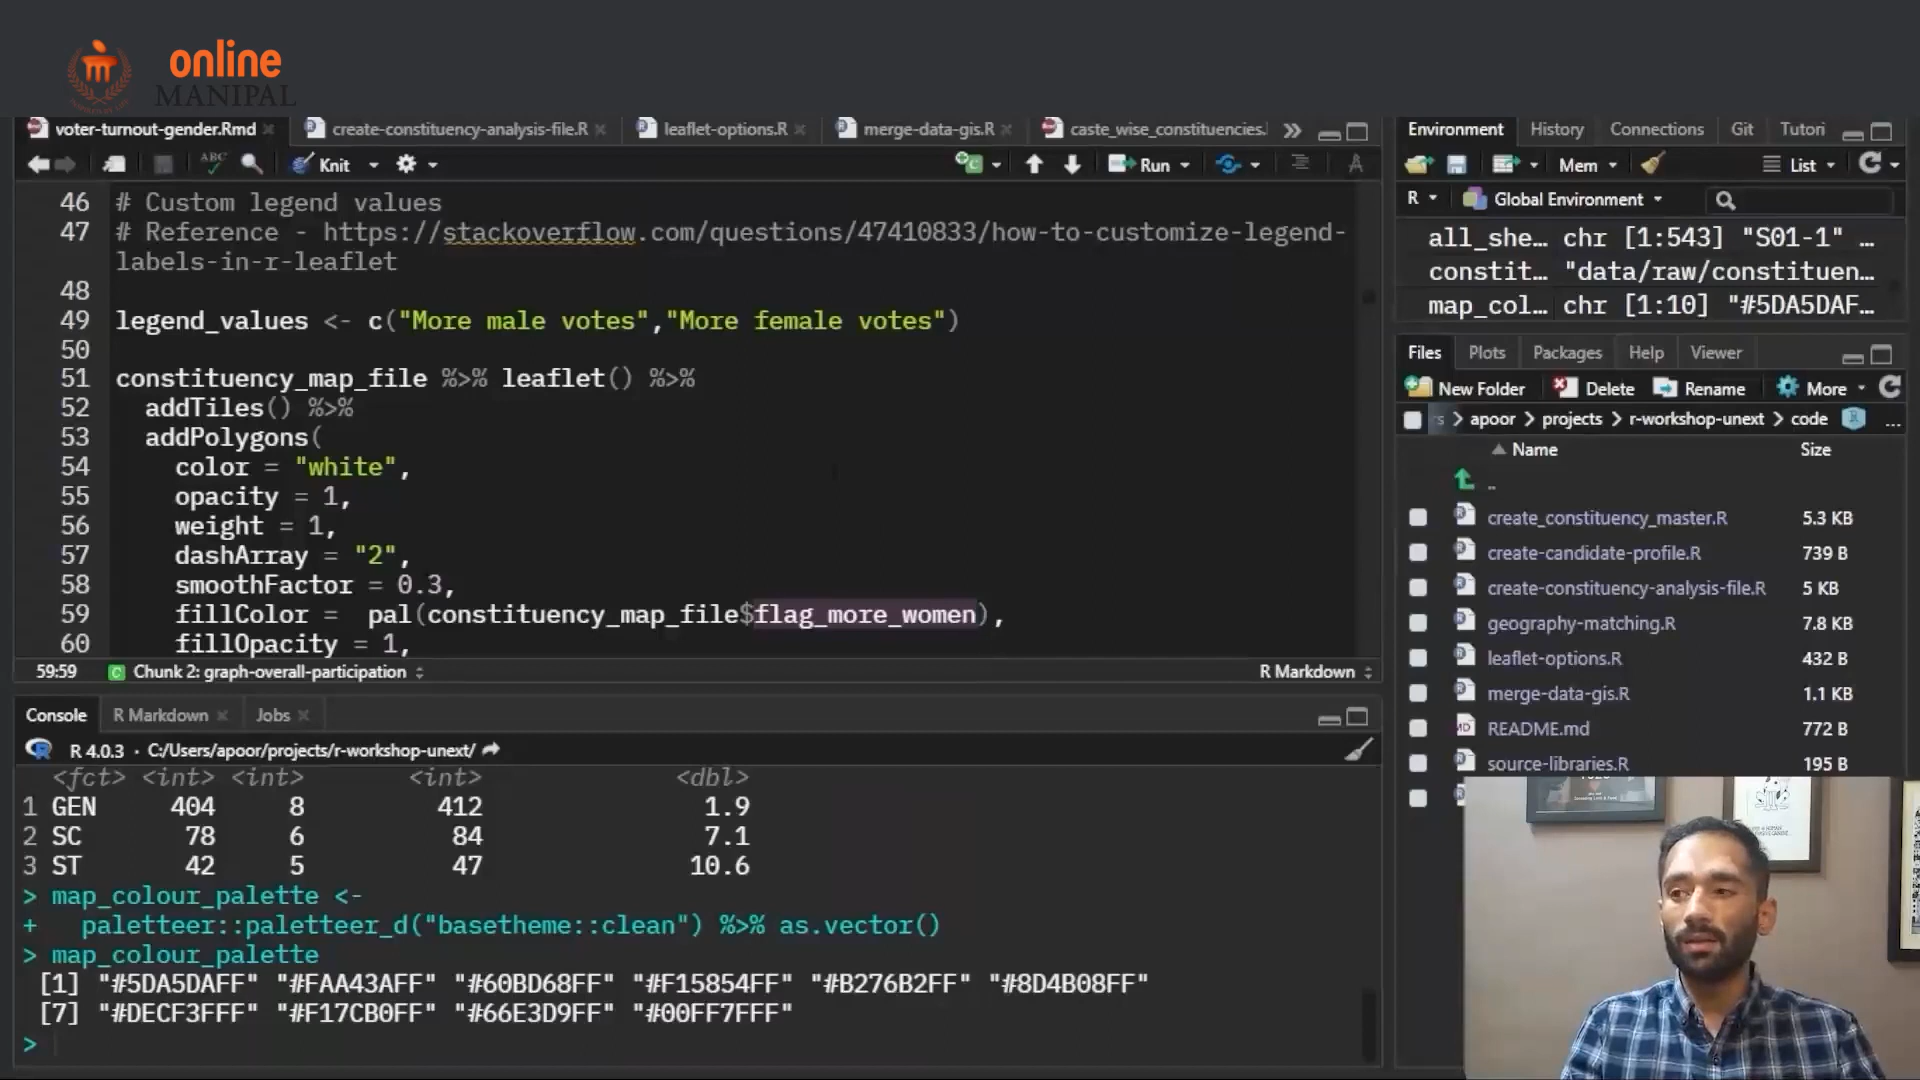 online
MANIPAL
voter-turnout-gender.Rmd
create-constituency-analysis-file.R
leaflet-options.R
merge-data-gis.R
caste_wise_constituencies.
ABC
Knit
Run
46 # Custom legend values
47 # Reference - https://stackoverflow.com/questions/47410833/how-to-customize-legend-
labels-in-r-leaflet
48
49 legend_values <- c("More male votes","More female votes")
50
51 constituency_map_file %>% leaflet() %>%
52 addTiles() %>%
53 addPolygons(
54 color = "white",
55 opacity = 1,
56 weight = 1,
57 dashArray = "2",
58 smoothFactor = 0.3,
59 fillColor = pal(constituency_map_file$flag_more_women),
60 fillOpacity = 1,
59:59 Chunk 2: graph-overall-participation R Markdown
Console R Markdown Jobs
R 4.0.3 · C:/Users/apoor/projects/r-workshop-unext/
<fct> <int> <int> <int> <dbl>
1 GEN 404 8 412 1.9
2 SC 78 6 84 7.1
3 ST 42 5 47 10.6
> map_colour_palette <-
+ paletteer::paletteer_d("basetheme::clean") %>% as.vector()
> map_colour_palette
[1] "#5DA5DAFF" "#FAA43AFF" "#60BD68FF" "#F15854FF" "#B276B2FF" "#8D4B08FF"
[7] "#DECF3FFF" "#F17CB0FF" "#66E3D9FF" "#00FF7FFF"
>
Environment History Connections Git Tutori
Mem List
R Global Environment
all_she… chr [1:543] "S01-1" …
constit… "data/raw/constituen…
map_col… chr [1:10] "#5DA5DAF…
Files Plots Packages Help Viewer
New Folder Delete Rename More
apoor > projects > r-workshop-unext > code ...
Name Size
..
create_constituency_master.R 5.3 KB
create-candidate-profile.R 739 B
create-constituency-analysis-file.R 5 KB
geography-matching.R 7.8 KB
leaflet-options.R 432 B
merge-data-gis.R 1.1 KB
README.md 772 B
source-libraries.R 195 B